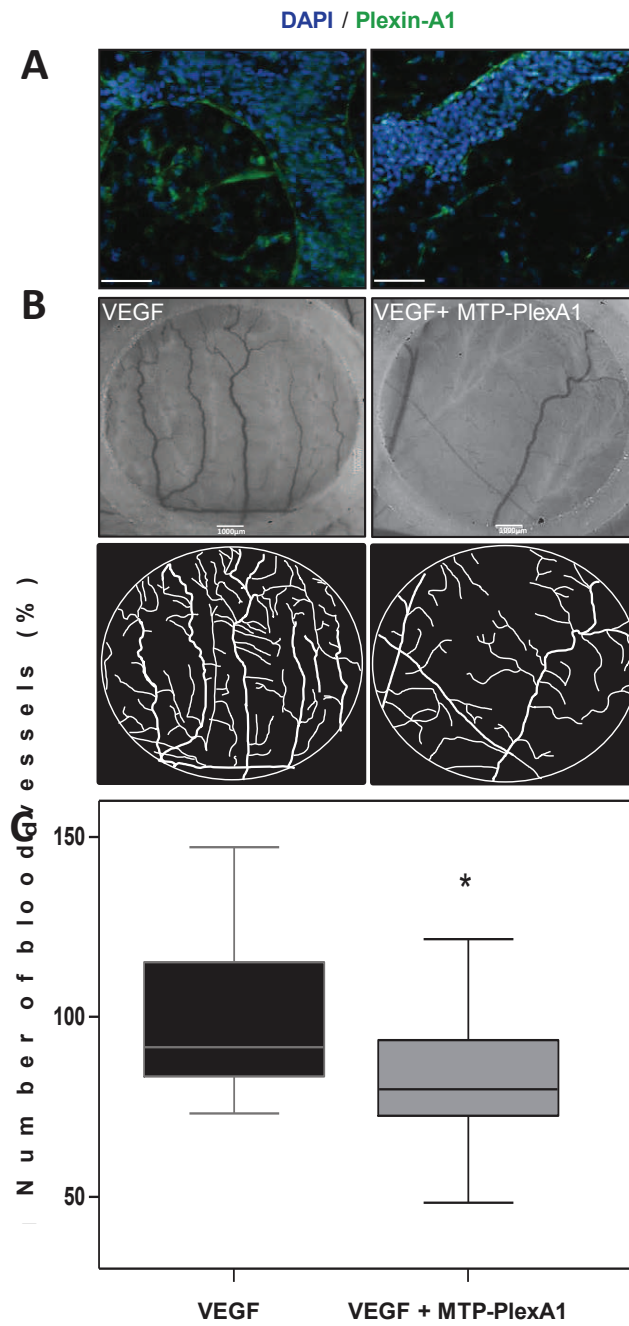 DAPI / Plexin-A1
A
B
VEGF
VEGF+ MTP-PlexA1
1000µm
1000µm
C
Number of blood vessels (%)
150
*
100
50
VEGF
VEGF + MTP-PlexA1